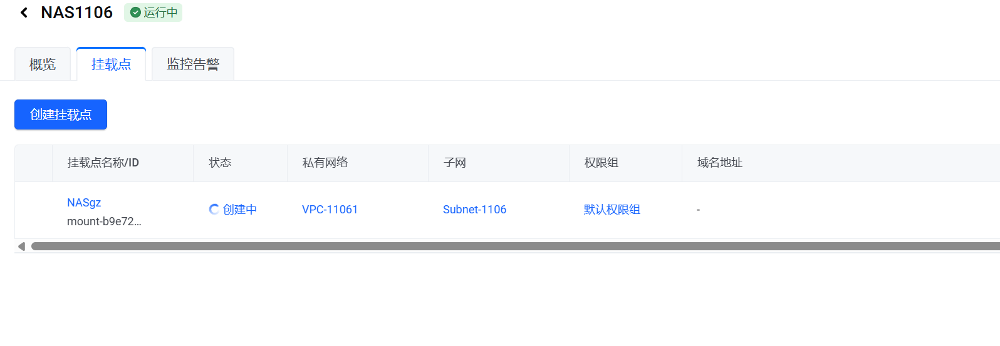 NAS1106 运行中
概览 挂载点 监控告警
创建挂载点
挂载点名称/ID 状态 私有网络 子网 权限组 域名地址
NASgz
mount-b9e72... 创建中 VPC-11061 Subnet-1106 默认权限组 -